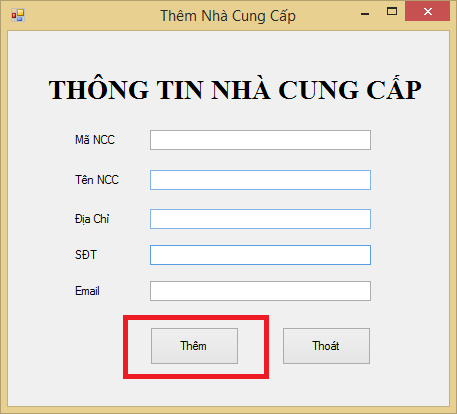 Thêm Nhà Cung Cấp
THÔNG TIN NHÀ CUNG CẤP
Mã NCC
Tên NCC
Địa Chỉ
SĐT
Email
Thêm Thoát